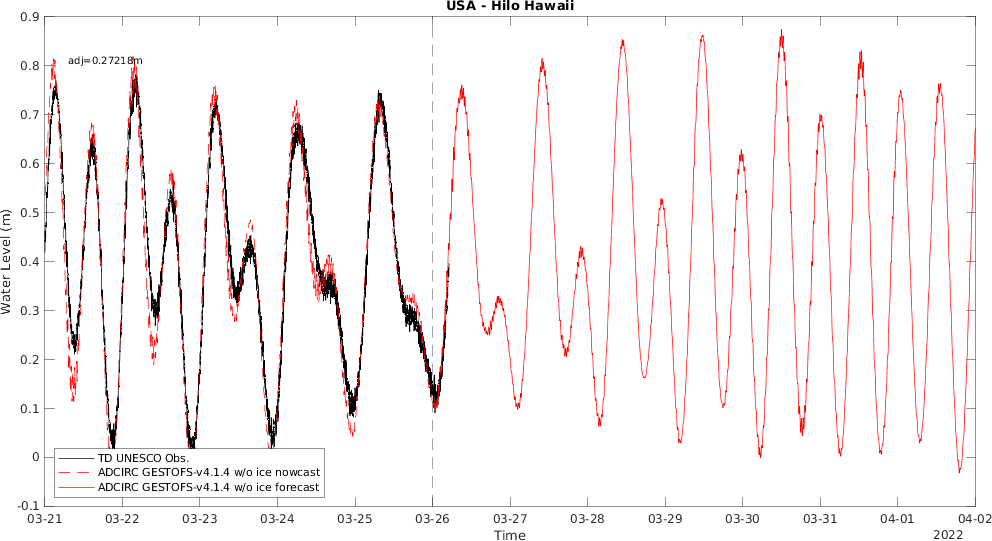 USA - Hilo Hawaii
adj=0.27218m
0.9
0.8
0.7
0.6
0.5
0.4
0.3
0.2
0.1
0
-0.1
Water Level (m)
TD UNESCO Obs.
ADCIRC GESTOFS-v4.1.4 w/o ice nowcast
ADCIRC GESTOFS-v4.1.4 w/o ice forecast
03-21 03-22 03-23 03-24 03-25 03-26 03-27 03-28 03-29 03-30 03-31 04-01 04-02
Time
2022